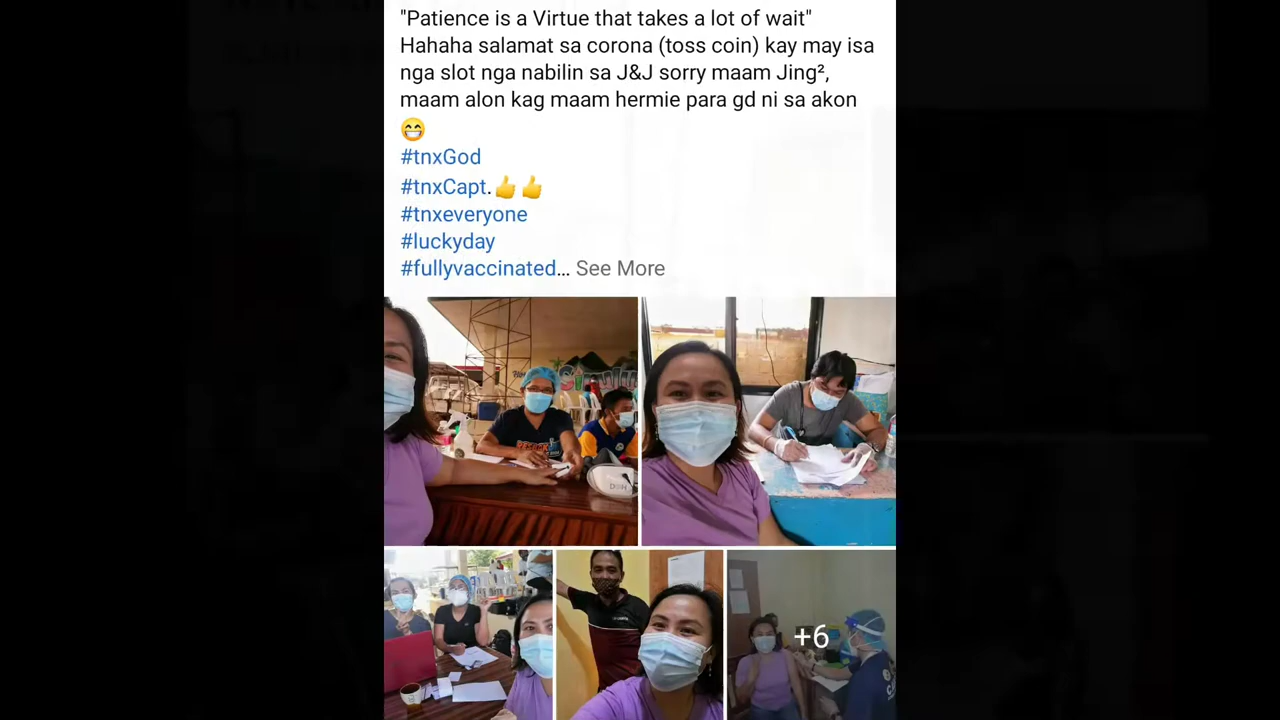 "Patience is a Virtue that takes a lot of wait"
Hahaha salamat sa corona (toss coin) kay may isa
nga slot nga nabilin sa J&J sorry maam Jing²,
maam alon kag maam hermie para gd ni sa akon
😁
#tnxGod
#tnxCapt.👍👍
#tnxeveryone
#luckyday
#fullyvaccinated... See More
+6